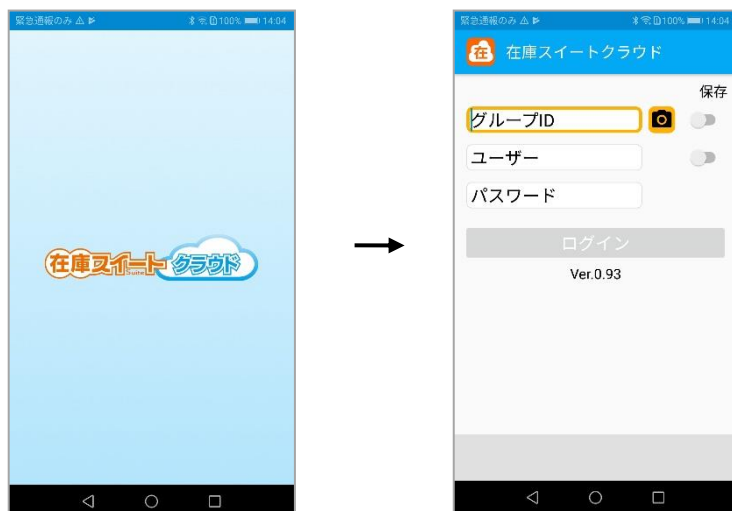 緊急通報のみ 100% 14:04
在庫スイートクラウド
Suite
緊急通報のみ 100% 14:04
在 在庫スイートクラウド
保存
グループID
ユーザー
パスワード
ログイン
Ver.0.93